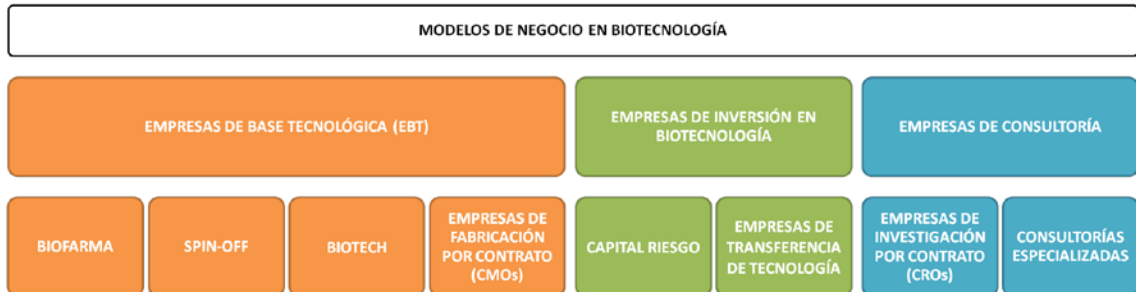 MODELOS DE NEGOCIO EN BIOTECNOLOGÍA
EMPRESAS DE BASE TECNOLÓGICA (EBT)
EMPRESAS DE INVERSIÓN EN
BIOTECNOLOGÍA
EMPRESAS DE CONSULTORÍA
BIOFARMA
SPIN-OFF
BIOTECH
EMPRESAS DE
FABRICACIÓN
POR CONTRATO
(CMOs)
CAPITAL RIESGO
EMPRESAS DE
TRANSFERENCIA
DE TECNOLOGÍA
EMPRESAS DE
INVESTIGACIÓN
POR CONTRATO
(CROs)
CONSULTORÍAS
ESPECIALIZADAS